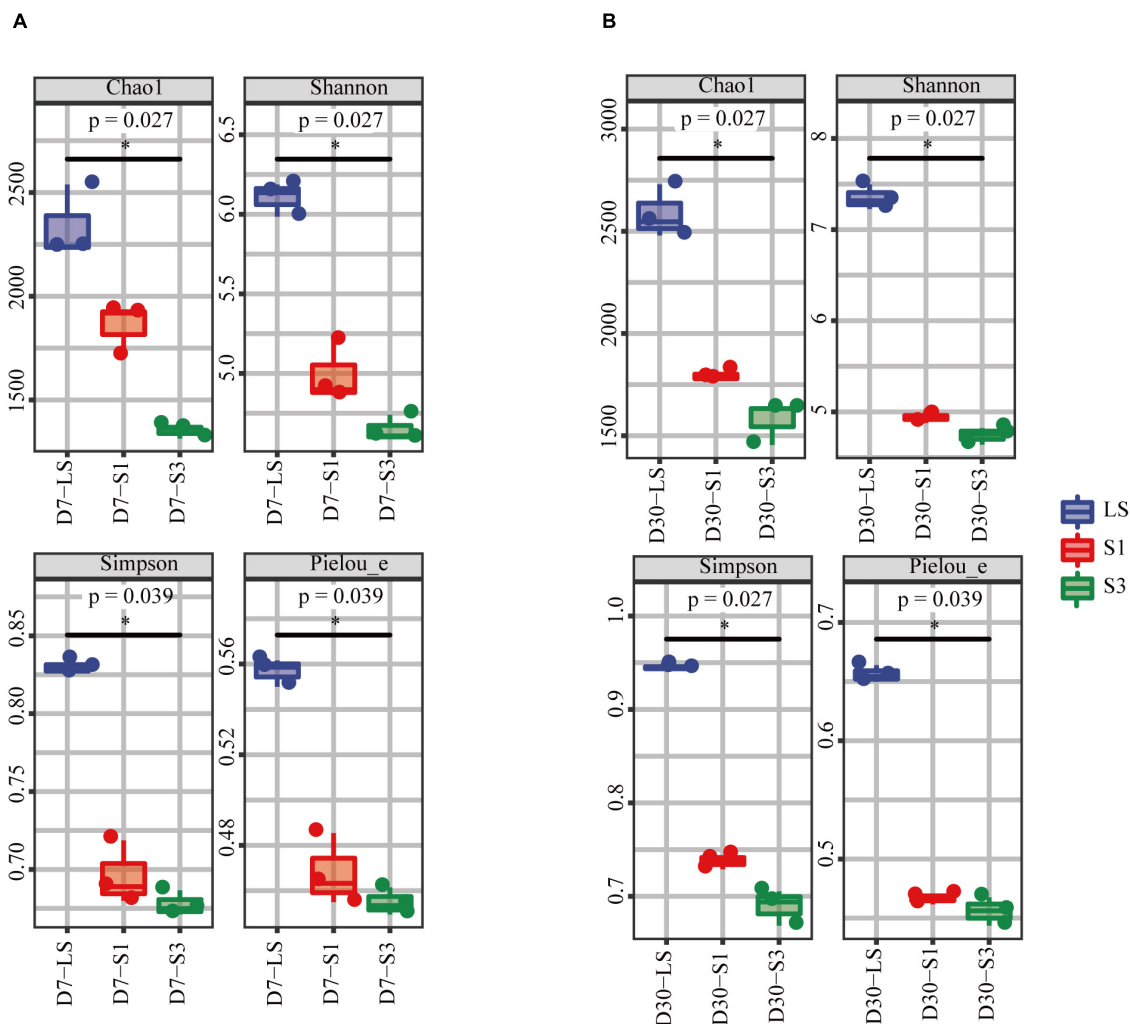 A
B
Chao1
Shannon
p = 0.027
*
p = 0.027
*
2500
2000
1500
6.5
6.0
5.5
5.0
D7−LS
D7−S1
D7−S3
D7−LS
D7−S1
D7−S3
Simpson
Pielou_e
p = 0.039
*
p = 0.039
*
0.85
0.80
0.75
0.70
0.56
0.52
0.48
D7−LS
D7−S1
D7−S3
D7−LS
D7−S1
D7−S3
Chao1
Shannon
p = 0.027
*
p = 0.027
*
3000
2500
2000
1500
8
7
6
5
D30−LS
D30−S1
D30−S3
D30−LS
D30−S1
D30−S3
Simpson
Pielou_e
p = 0.027
*
p = 0.039
*
1.0
0.9
0.8
0.7
0.7
0.6
0.5
D30−LS
D30−S1
D30−S3
D30−LS
D30−S1
D30−S3
LS
S1
S3